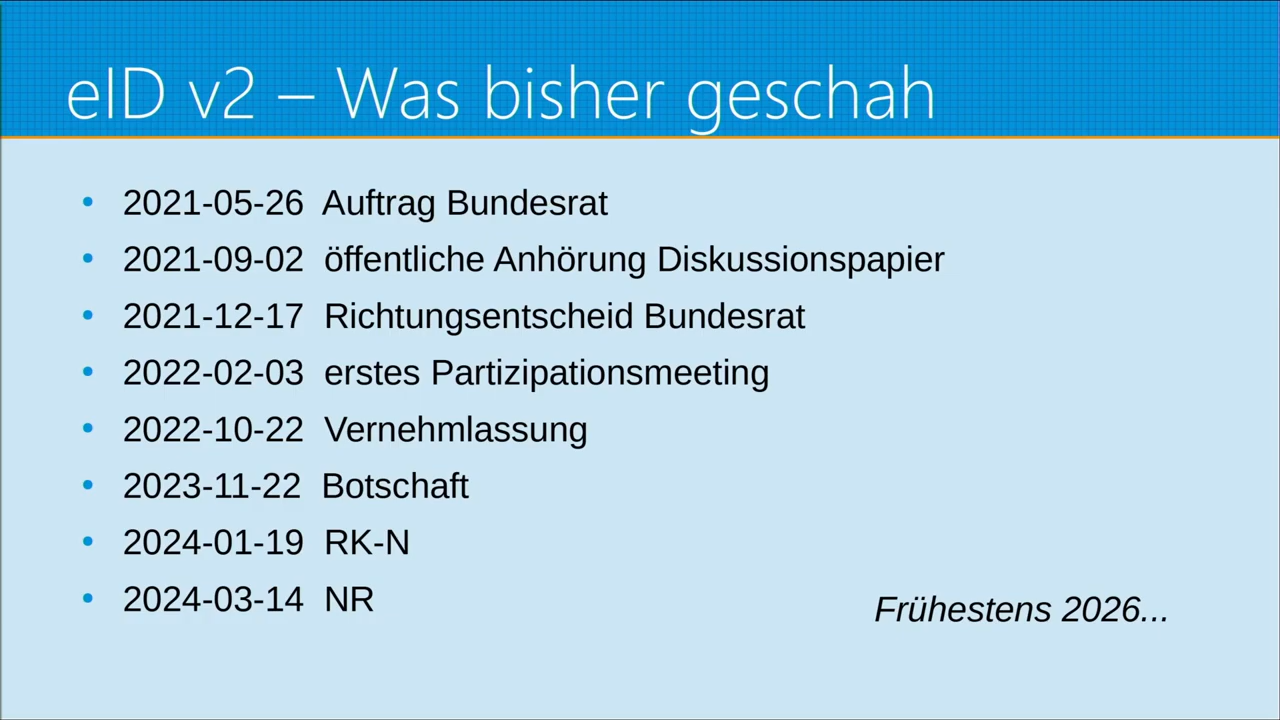 eID v2 – Was bisher geschah
• 2021-05-26 Auftrag Bundesrat
• 2021-09-02 öffentliche Anhörung Diskussionspapier
• 2021-12-17 Richtungsentscheid Bundesrat
• 2022-02-03 erstes Partizipationsmeeting
• 2022-10-22 Vernehmlassung
• 2023-11-22 Botschaft
• 2024-01-19 RK-N
• 2024-03-14 NR
Frühestens 2026...